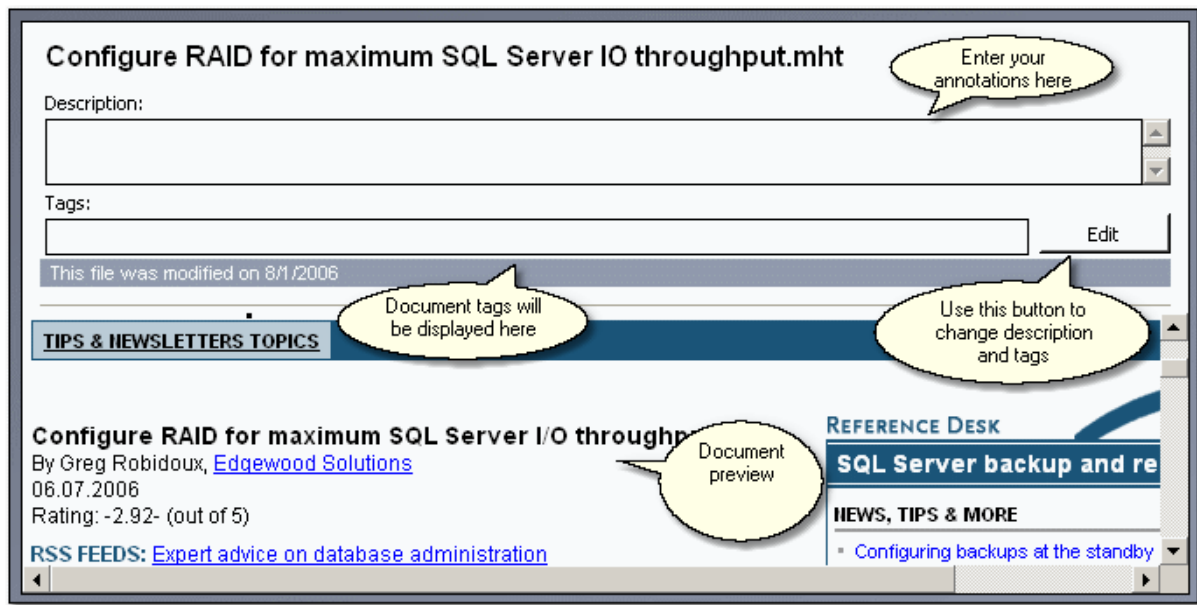 Configure RAID for maximum SQL Server IO throughput.mht
Enter your
annotations here
Description:
Tags:
Edit
This file was modified on 8/1/2006
Document tags will
be displayed here
Use this button to
change description
and tags
TIPS & NEWSLETTERS TOPICS
Configure RAID for maximum SQL Server I/O throughp
By Greg Robidoux, Edgewood Solutions
06.07.2006
Rating: -2.92- (out of 5)
RSS FEEDS: Expert advice on database administration
Document
preview
REFERENCE DESK
SQL Server backup and re
NEWS, TIPS & MORE
Configuring backups at the standby